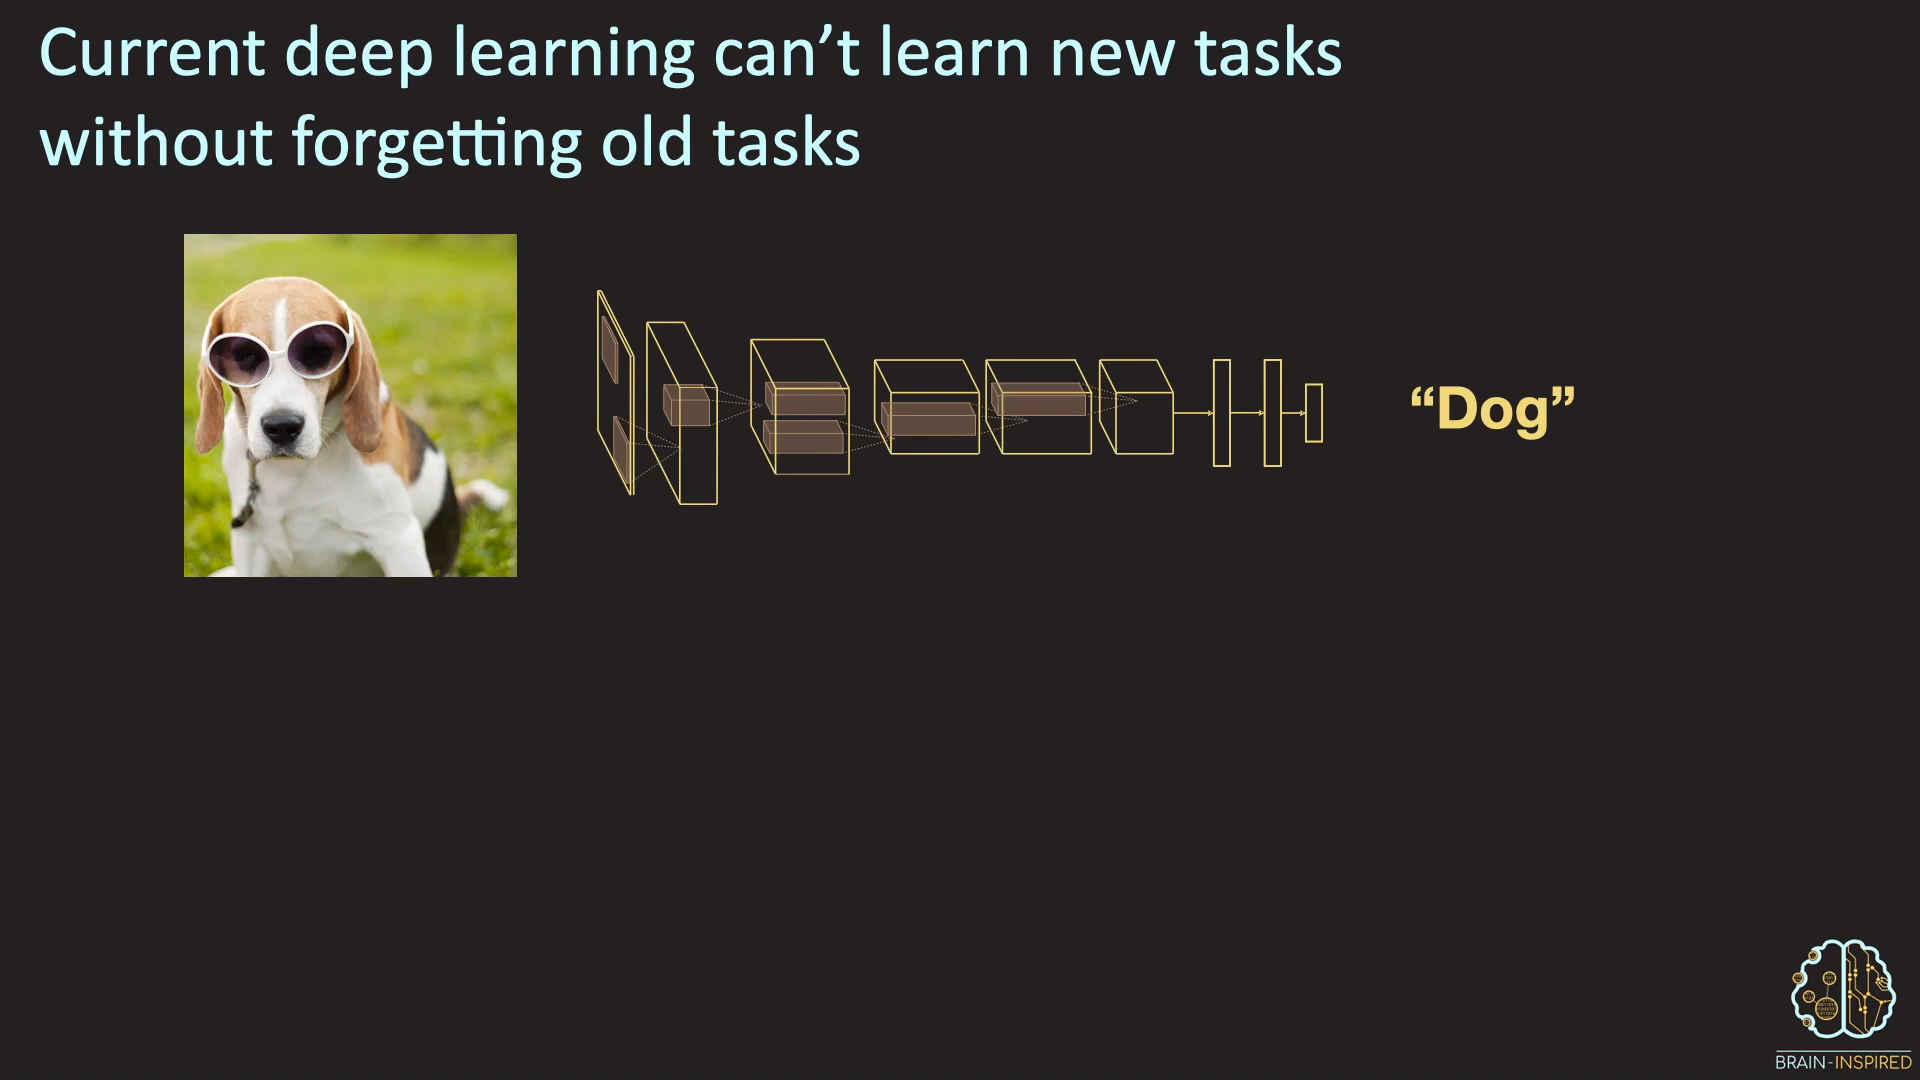 Current deep learning can’t learn new tasks
without forgetting old tasks
“Dog”
BRAIN-INSPIRED